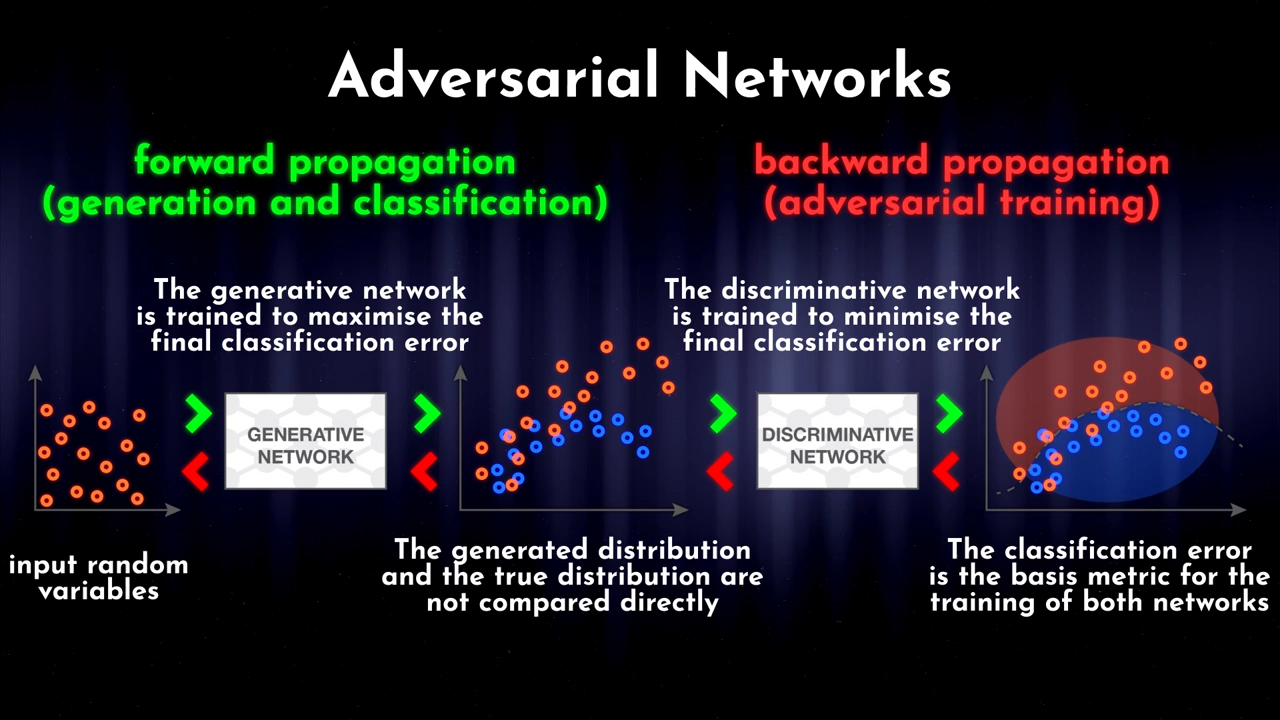 Adversarial Networks
forward propagation
(generation and classification)
backward propagation
(adversarial training)
The generative network
is trained to maximise the
final classification error
The discriminative network
is trained to minimise the
final classification error
GENERATIVE
NETWORK
DISCRIMINATIVE
NETWORK
input random
variables
The generated distribution
and the true distribution are
not compared directly
The classification error
is the basis metric for the
training of both networks